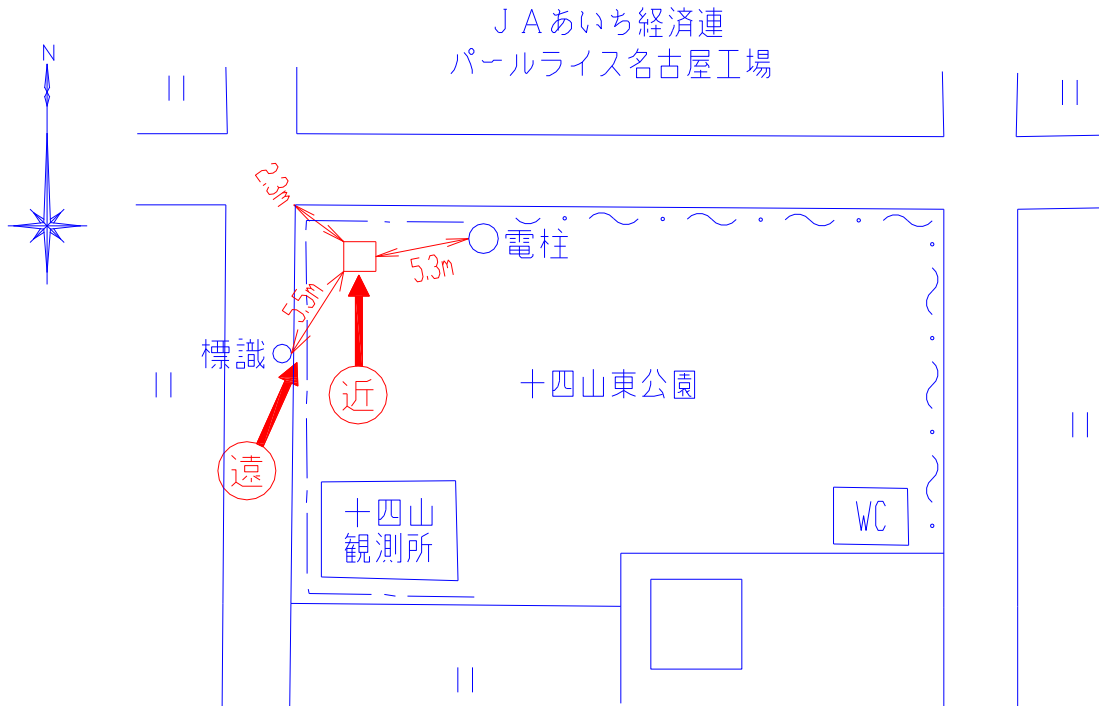 JAあいち経済連
パールライス名古屋工場
N
2.3m
電柱
5.3m
5.5m
標識
近
十四山東公園
遠
十四山
観測所
WC